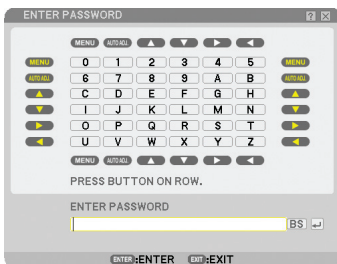 ENTER PASSWORD
MENU AUTO ADJ.
MENU 0 1 2 3 4 5 MENU
AUTO ADJ. 6 7 8 9 A B AUTO ADJ.
C D E F G H
I J K L M N
O P Q R S T
U V W X Y Z
MENU AUTO ADJ.
PRESS BUTTON ON ROW.
ENTER PASSWORD
BS
ENTER :ENTER EXIT :EXIT